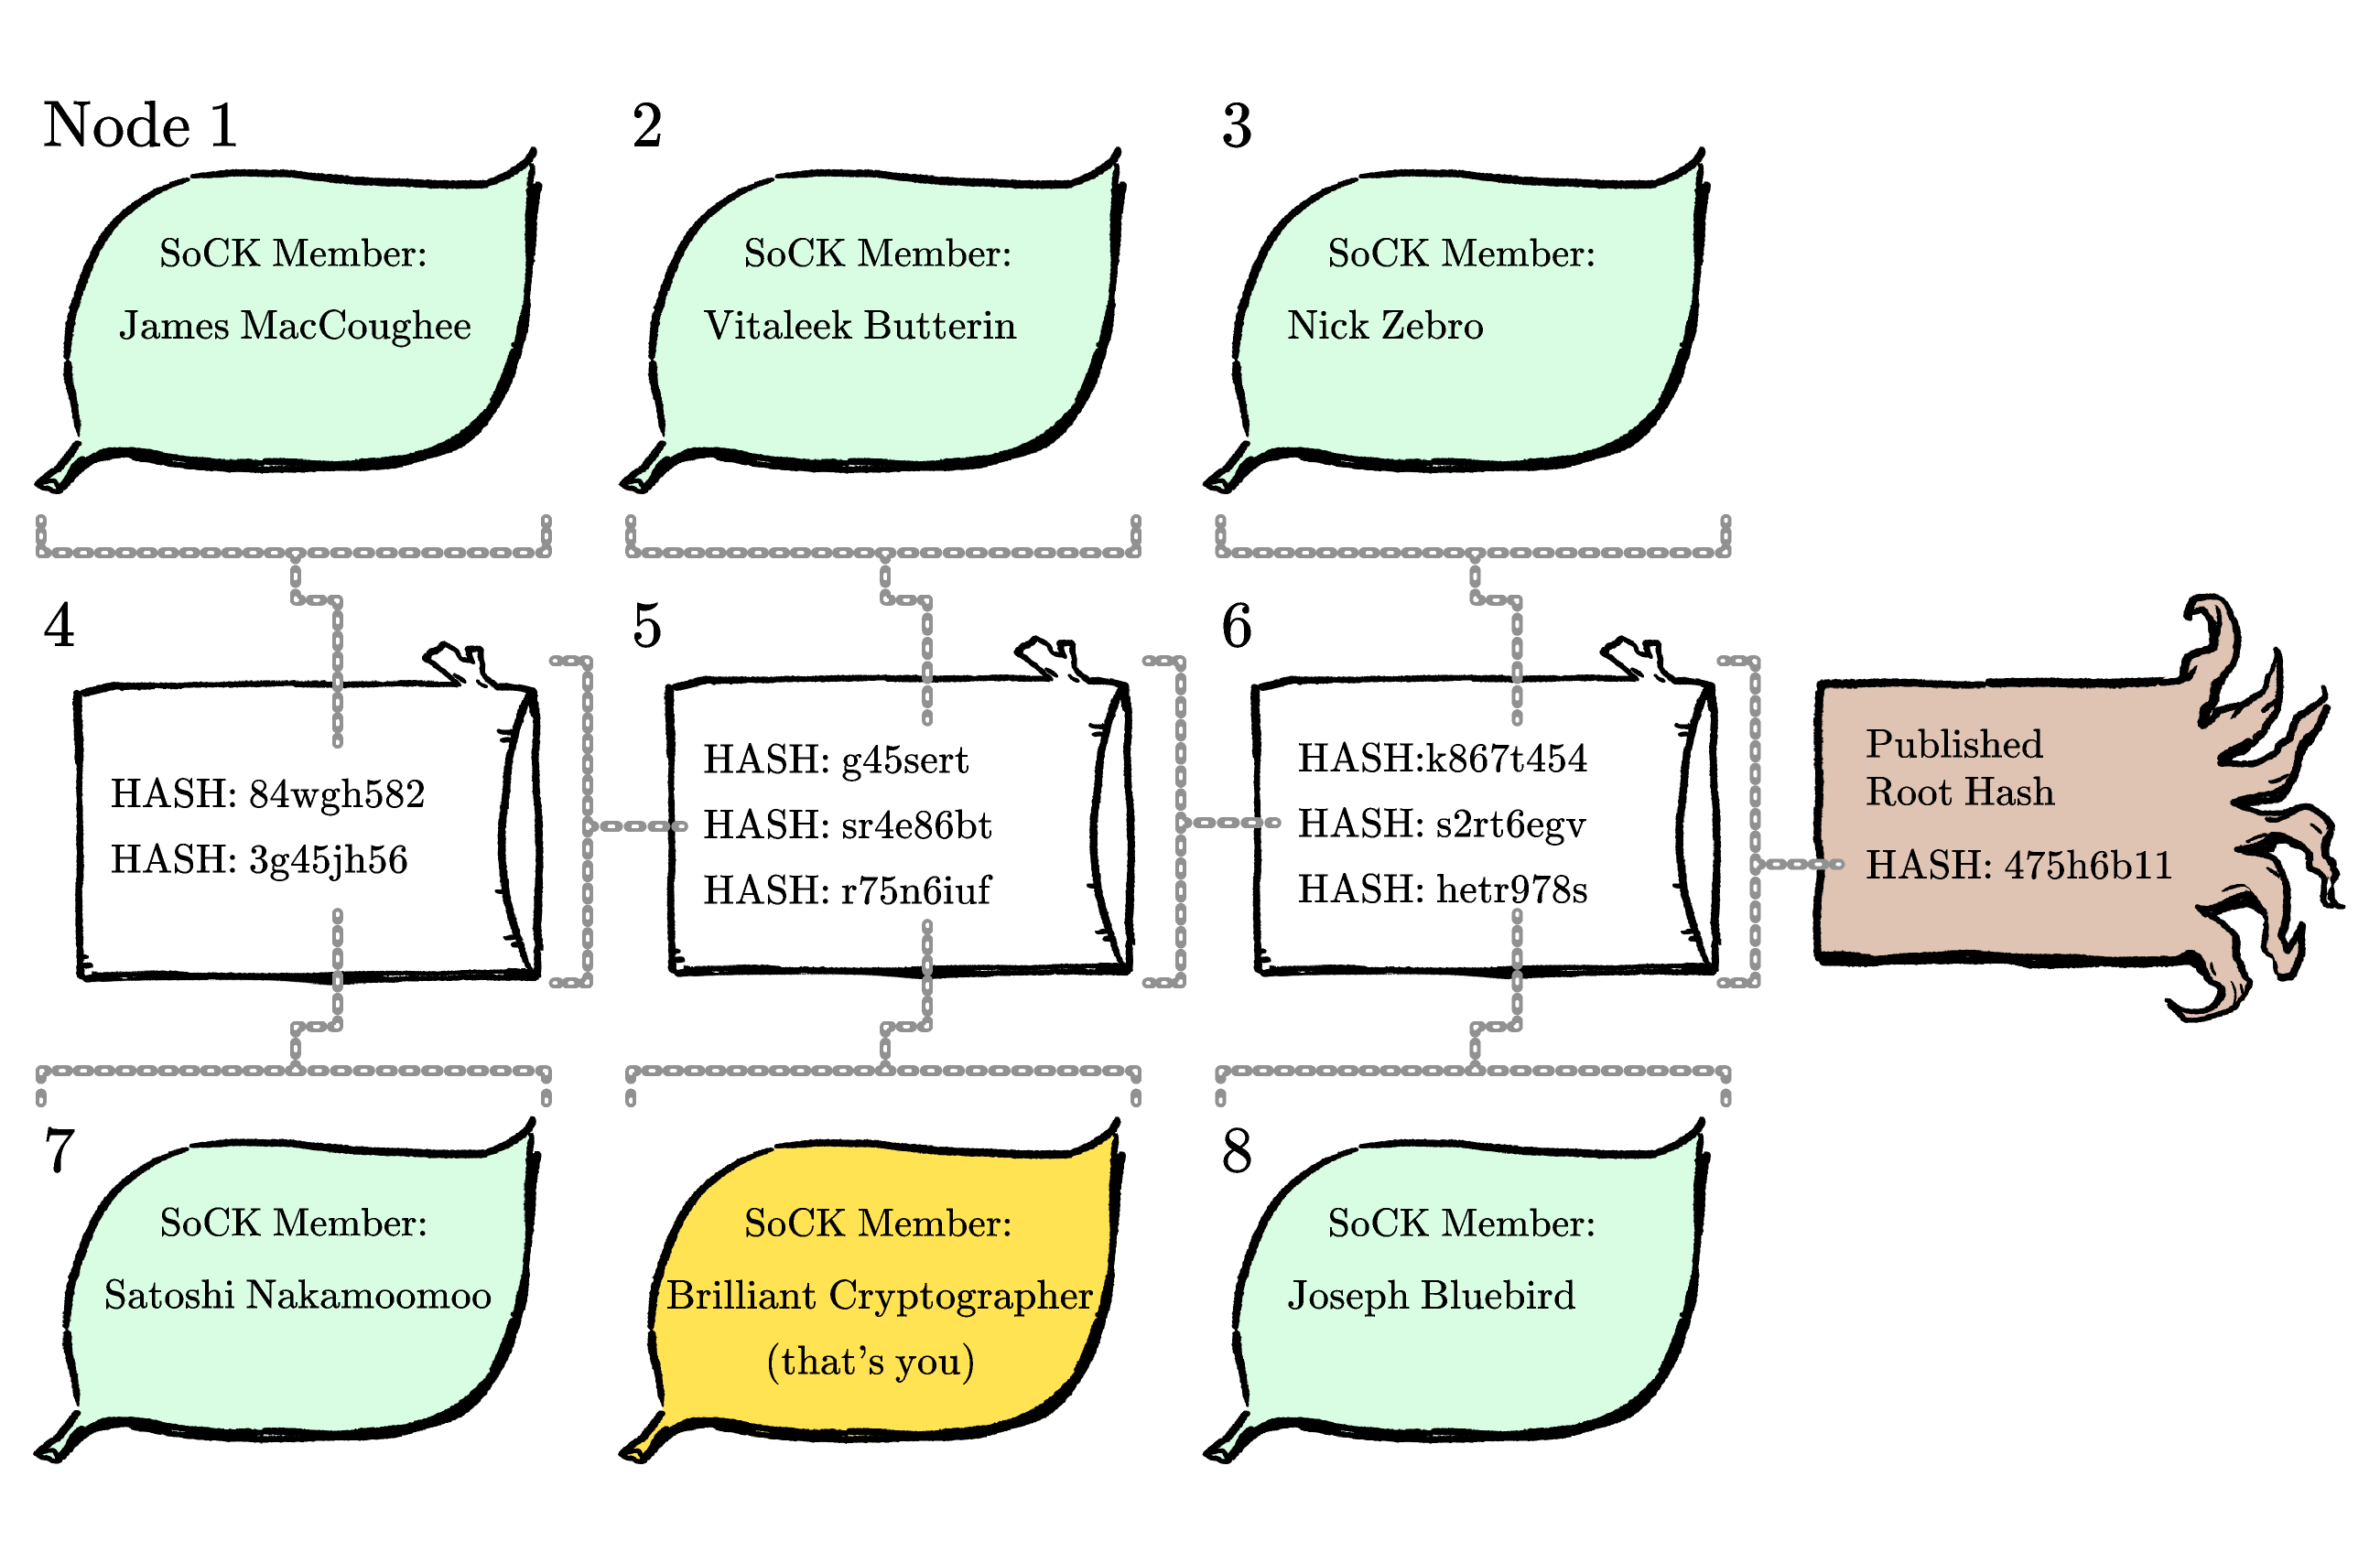 Node 1
2
3
SoCK Member:
James MacCoughee
SoCK Member:
Vitaleek Butterin
SoCK Member:
Nick Zebro
4
5
6
HASH: 84wgh582
HASH: 3g45jh56
HASH: g45sert
HASH: sr4e86bt
HASH: r75n6iuf
HASH:k867t454
HASH: s2rt6egv
HASH: hetr978s
Published
Root Hash
HASH: 475h6b11
7
8
SoCK Member:
Satoshi Nakamoomoo
SoCK Member:
Brilliant Cryptographer
(that's you)
SoCK Member:
Joseph Bluebird